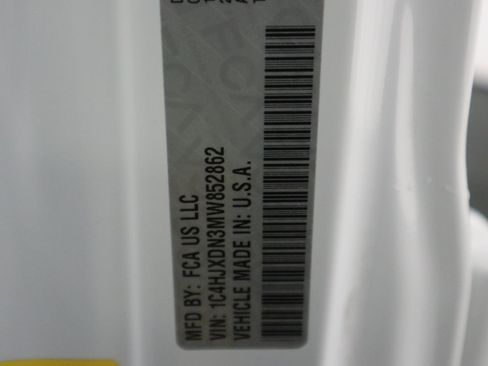 MFD BY: FCA US LLC
VIN: 1C4HJXDN3MW852862
VEHICLE MADE IN: U.S.A.